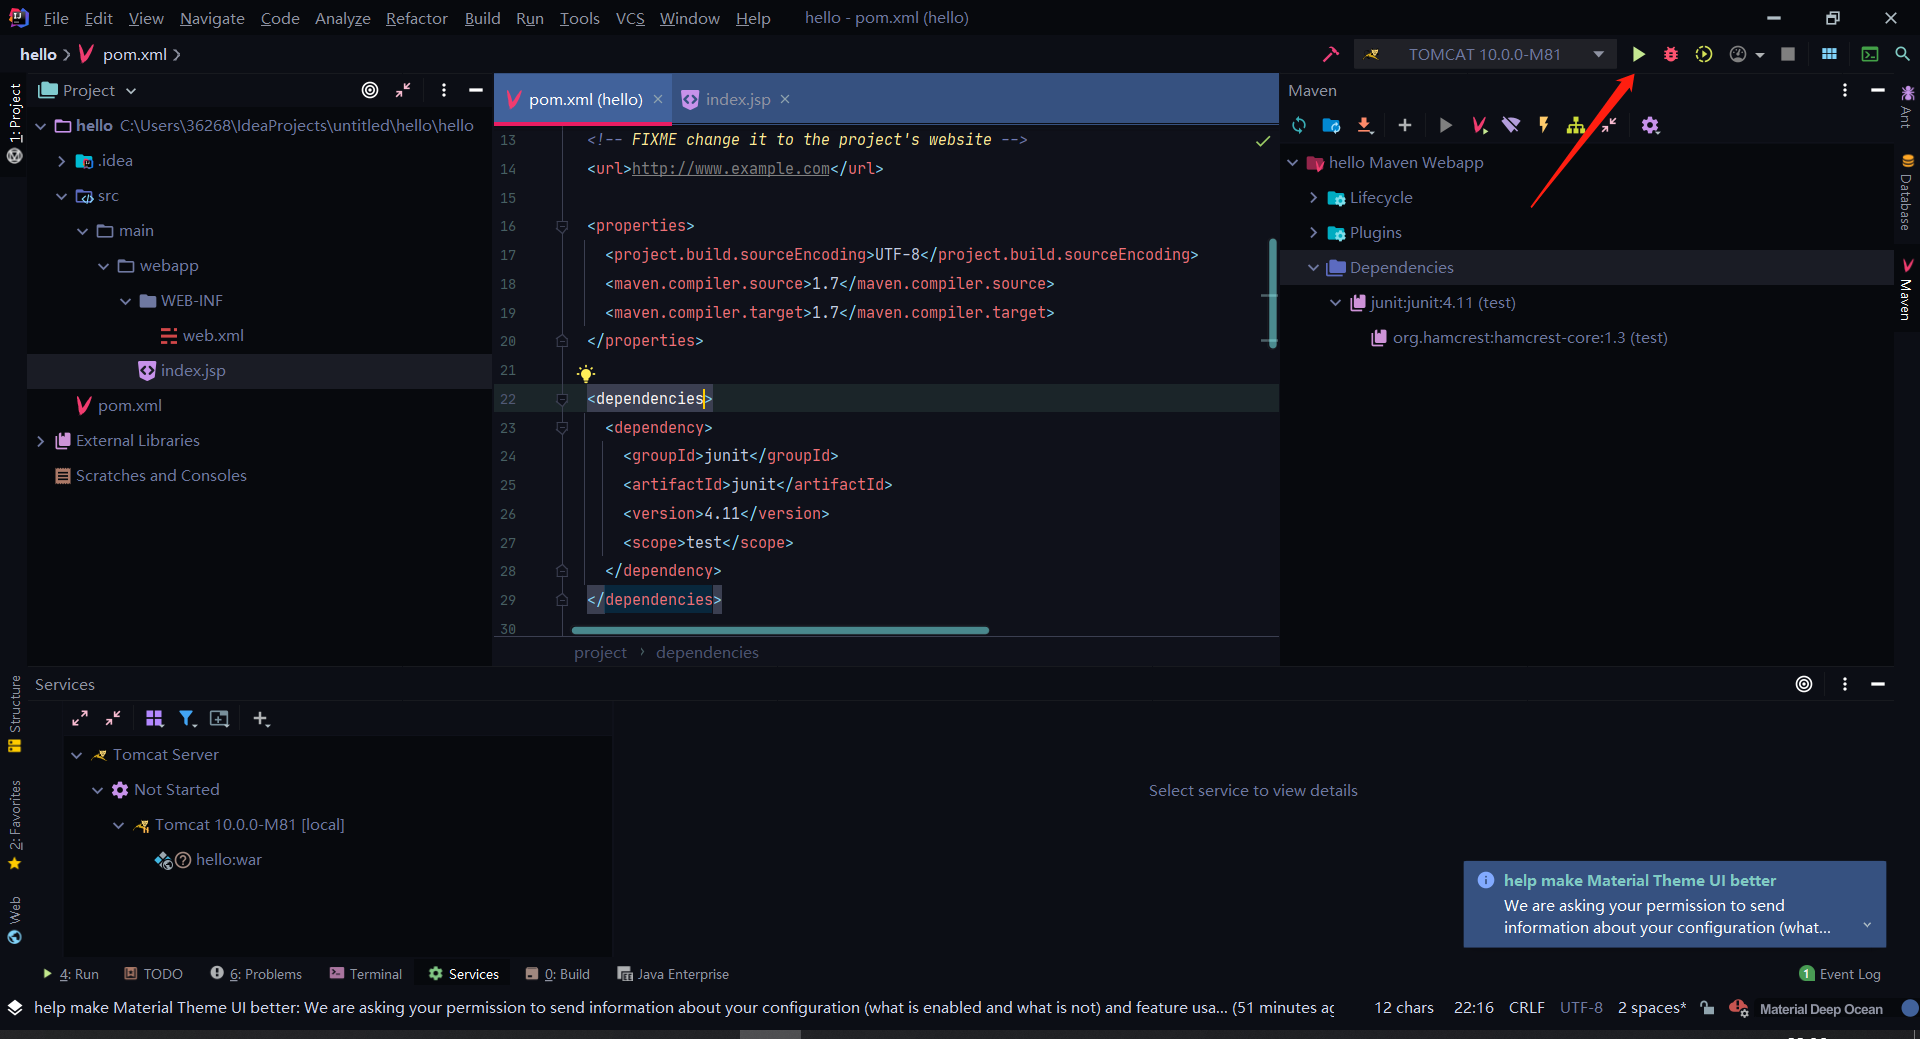 File Edit View Navigate Code Analyze Refactor Build Run Tools VCS Window Help hello - pom.xml (hello)
hello pom.xml
TOMCAT 10.0.0-M81
1: Project
Project
hello C:\Users\36268\IdeaProjects\untitled\hello\hello
.idea
src
main
webapp
WEB-INF
web.xml
index.jsp
pom.xml
External Libraries
Scratches and Consoles
pom.xml (hello) index.jsp
13 <!-- FIXME change it to the project's website -->
14 <url>http://www.example.com</url>
15
16 <properties>
17 <project.build.sourceEncoding>UTF-8</project.build.sourceEncoding>
18 <maven.compiler.source>1.7</maven.compiler.source>
19 <maven.compiler.target>1.7</maven.compiler.target>
20 </properties>
21
22 <dependencies>
23 <dependency>
24 <groupId>junit</groupId>
25 <artifactId>junit</artifactId>
26 <version>4.11</version>
27 <scope>test</scope>
28 </dependency>
29 </dependencies>
30
project › dependencies
Maven
hello Maven Webapp
Lifecycle
Plugins
Dependencies
junit:junit:4.11 (test)
org.hamcrest:hamcrest-core:1.3 (test)
Ant
Database
Maven
Structure
2: Favorites
Web
Services
Tomcat Server
Not Started
Tomcat 10.0.0-M81 [local]
hello:war
Select service to view details
help make Material Theme UI better
We are asking your permission to send
information about your configuration (what...
4: Run TODO 6: Problems Terminal Services 0: Build Java Enterprise
1 Event Log
help make Material Theme UI better: We are asking your permission to send information about your configuration (what is enabled and what is not) and feature usa... (51 minutes ag
12 chars 22:16 CRLF UTF-8 2 spaces* Material Deep Ocean